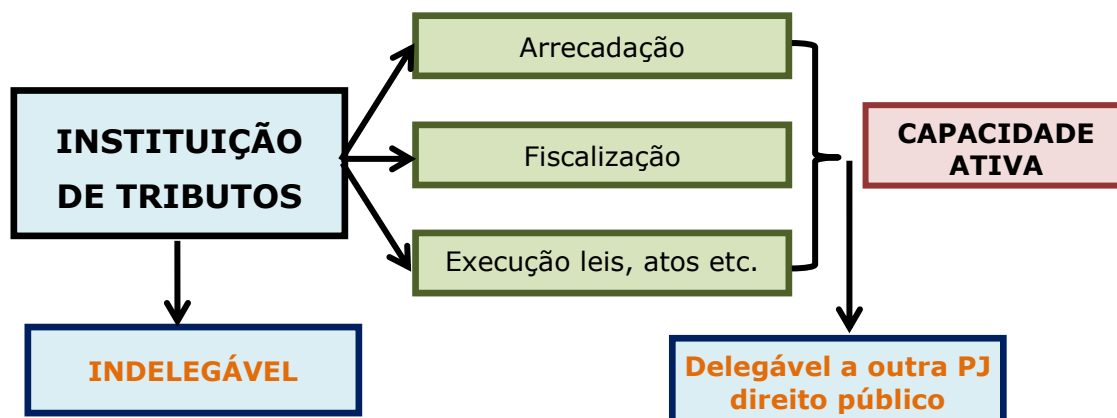 Arrecadação
INSTITUIÇÃO
DE TRIBUTOS
Fiscalização
CAPACIDADE
ATIVA
Execução leis, atos etc.
INDELEGÁVEL
Delegável a outra PJ
direito público